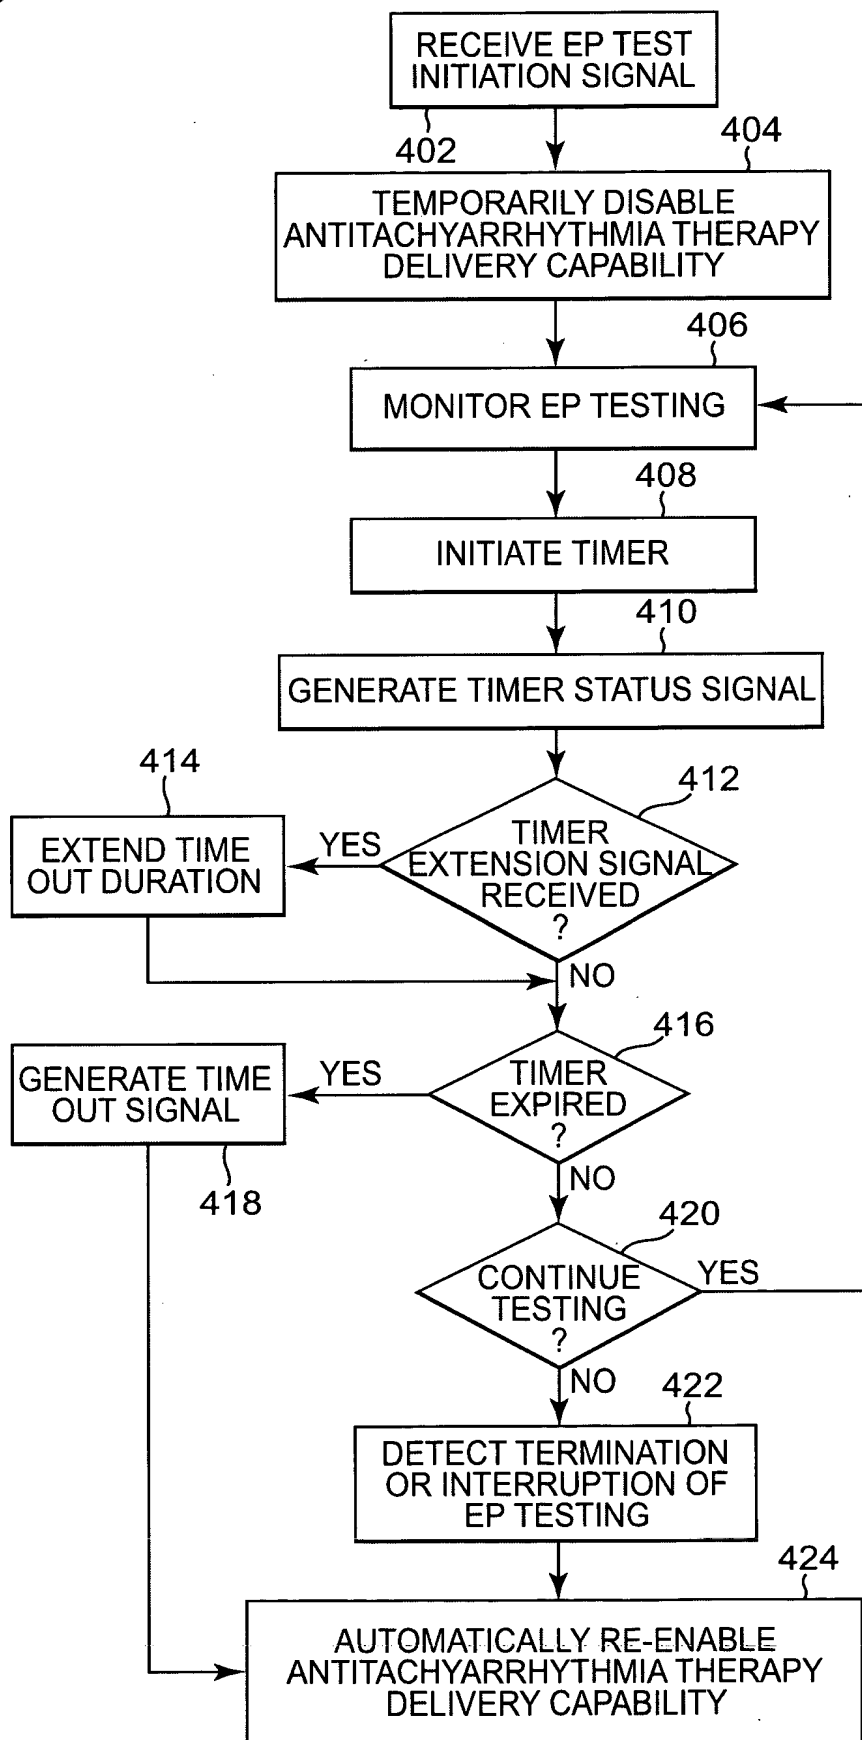 RECEIVE EP TEST
INITIATION SIGNAL
402
404
TEMPORARILY DISABLE
ANTITACHYARRHYTHMIA THERAPY
DELIVERY CAPABILITY
406
MONITOR EP TESTING
408
INITIATE TIMER
410
GENERATE TIMER STATUS SIGNAL
412
TIMER
EXTENSION SIGNAL
RECEIVED
?
YES
414
EXTEND TIME
OUT DURATION
NO
416
TIMER
EXPIRED
?
YES
GENERATE TIME
OUT SIGNAL
418
NO
420
CONTINUE
TESTING
?
YES
NO
422
DETECT TERMINATION
OR INTERRUPTION OF
EP TESTING
424
AUTOMATICALLY RE-ENABLE
ANTITACHYARRHYTHMIA THERAPY
DELIVERY CAPABILITY